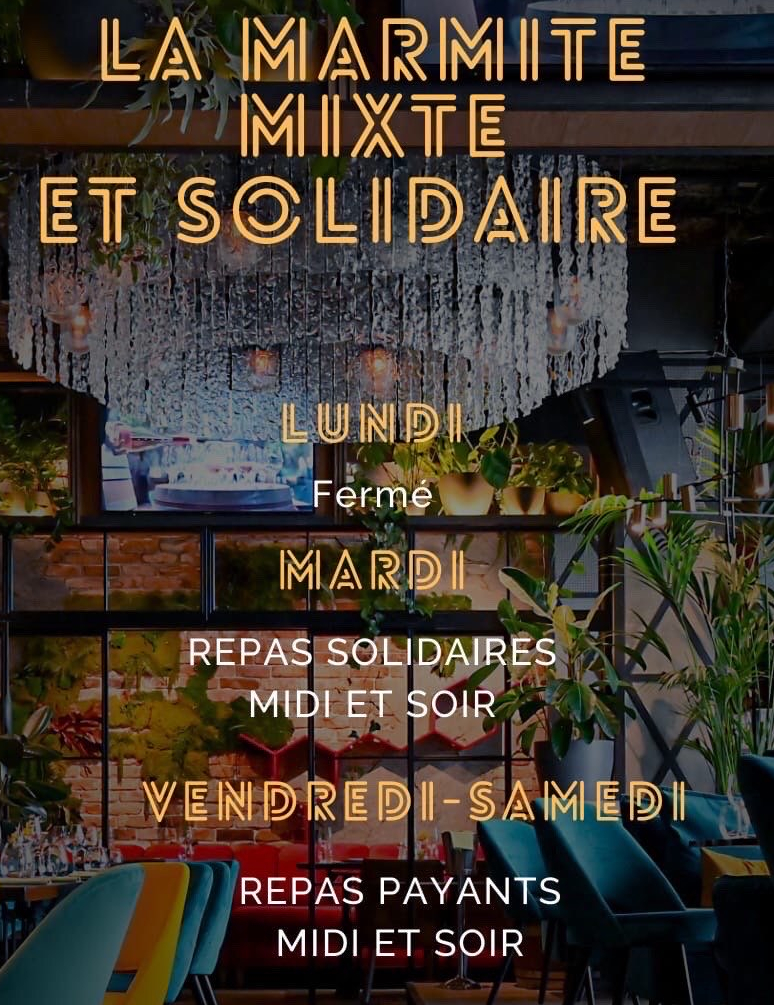 LA MARMITE
MIXTE
ET SOLIDAIRE
LUNDI
Fermé
MARDI
REPAS SOLIDAIRES
MIDI ET SOIR
VENDREDI-SAMEDI
REPAS PAYANTS
MIDI ET SOIR